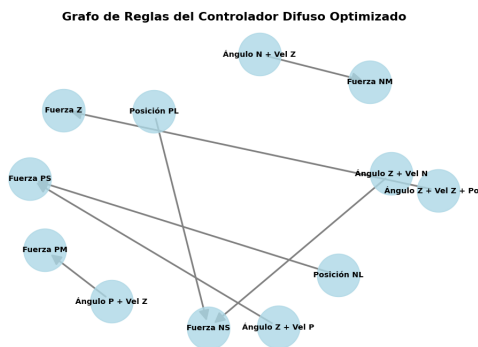 Grafo de Reglas del Controlador Difuso Optimizado
Ángulo N + Vel Z
Fuerza NM
Fuerza Z
Posición PL
Ángulo Z + Vel N
Fuerza PS
Ángulo Z + Vel Z + Po
Fuerza PM
Posición NL
Ángulo P + Vel Z
Fuerza NS
Ángulo Z + Vel P